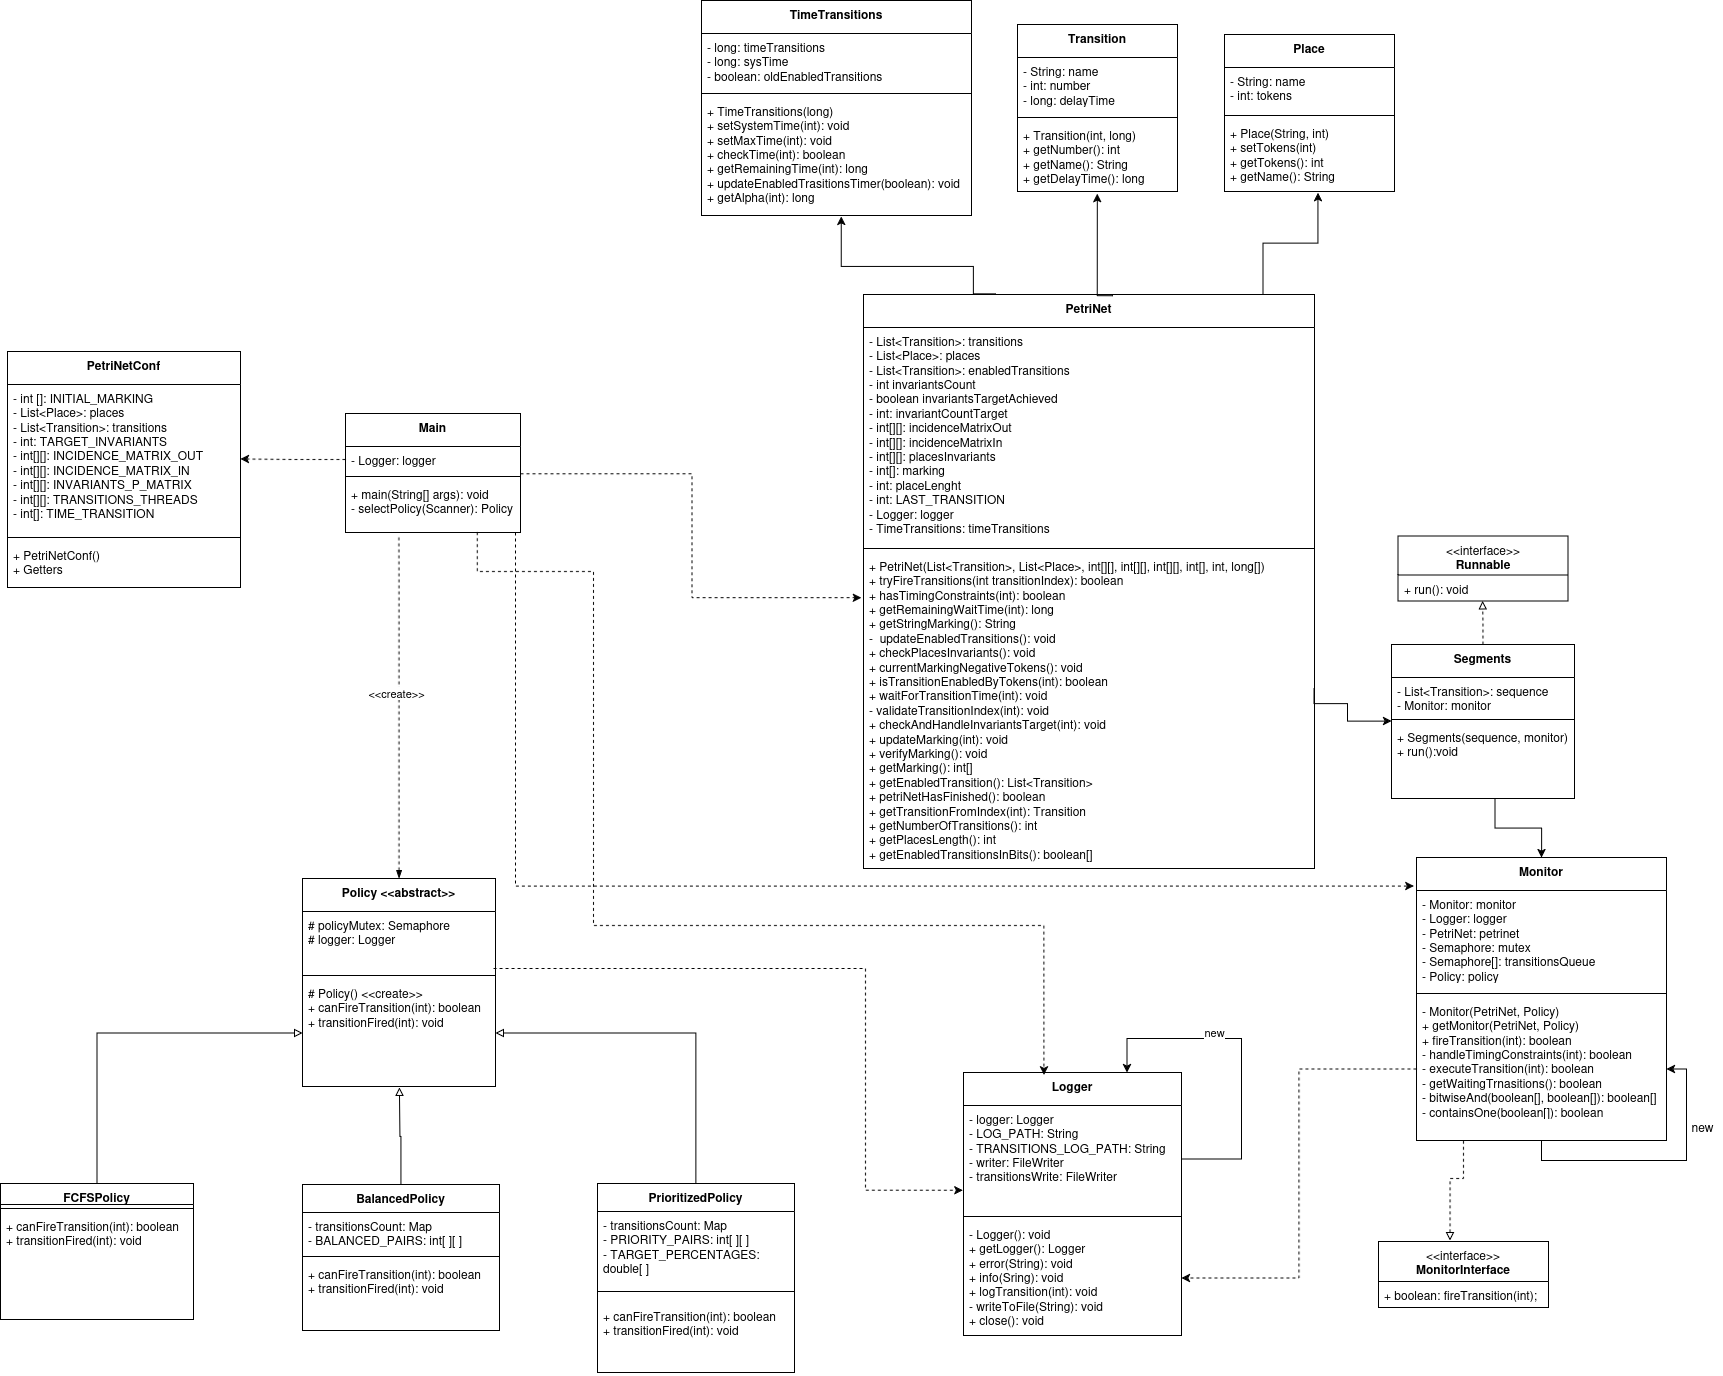 TimeTransitions
- long: timeTransitions
- long: sysTime
- boolean: oldEnabledTransitions
+ TimeTransitions(long)
+ setSystemTime(int): void
+ setMaxTime(int): void
+ checkTime(int): boolean
+ getRemainingTime(int): long
+ updateEnabledTrasitionsTimer(boolean): void
+ getAlpha(int): long
Transition
- String: name
- int: number
- long: delayTime
+ Transition(int, long)
+ getNumber(): int
+ getName(): String
+ getDelayTime(): long
Place
- String: name
- int: tokens
+ Place(String, int)
+ setTokens(int)
+ getTokens(): int
+ getName(): String
PetriNet
- List<Transition>: transitions
- List<Place>: places
- List<Transition>: enabledTransitions
- int invariantsCount
- boolean invariantsTargetAchieved
- int: invariantCountTarget
- int[][]: incidenceMatrixOut
- int[][]: incidenceMatrixIn
- int[][]: placesInvariants
- int[]: marking
- int: placeLenght
- int: LAST_TRANSITION
- Logger: logger
- TimeTransitions: timeTransitions
+ PetriNet(List<Transition>, List<Place>, int[][], int[][], int[][], int[], int, long[])
+ tryFireTransitions(int transitionIndex): boolean
+ hasTimingConstraints(int): boolean
+ getRemainingWaitTime(int): long
+ getStringMarking(): String
-  updateEnabledTransitions(): void
+ checkPlacesInvariants(): void
+ currentMarkingNegativeTokens(): void
+ isTransitionEnabledByTokens(int): boolean
+ waitForTransitionTime(int): void
- validateTransitionIndex(int): void
+ checkAndHandleInvariantsTarget(int): void
+ updateMarking(int): void
+ verifyMarking(): void
+ getMarking(): int[]
+ getEnabledTransition(): List<Transition>
+ petriNetHasFinished(): boolean
+ getTransitionFromIndex(int): Transition
+ getNumberOfTransitions(): int
+ getPlacesLength(): int
+ getEnabledTransitionsInBits(): boolean[]
PetriNetConf
- int []: INITIAL_MARKING
- List<Place>: places
- List<Transition>: transitions
- int: TARGET_INVARIANTS
- int[][]: INCIDENCE_MATRIX_OUT
- int[][]: INCIDENCE_MATRIX_IN
- int[][]: INVARIANTS_P_MATRIX
- int[][]: TRANSITIONS_THREADS
- int[]: TIME_TRANSITION
+ PetriNetConf()
+ Getters
Main
- Logger: logger
+ main(String[] args): void
- selectPolicy(Scanner): Policy
<<interface>>
Runnable
+ run(): void
Segments
- List<Transition>: sequence
- Monitor: monitor
+ Segments(sequence, monitor)
+ run():void
<<create>>
Policy <<abstract>>
# policyMutex: Semaphore
# logger: Logger
# Policy() <<create>>
+ canFireTransition(int): boolean
+ transitionFired(int): void
Monitor
- Monitor: monitor
- Logger: logger
- PetriNet: petrinet
- Semaphore: mutex
- Semaphore[]: transitionsQueue
- Policy: policy
- Monitor(PetriNet, Policy)
+ getMonitor(PetriNet, Policy)
+ fireTransition(int): boolean
- handleTimingConstraints(int): boolean
- executeTransition(int): boolean
- getWaitingTrnasitions(): boolean
- bitwiseAnd(boolean[], boolean[]): boolean[]
- containsOne(boolean[]): boolean
new
new
Logger
- logger: Logger
- LOG_PATH: String
- TRANSITIONS_LOG_PATH: String
- writer: FileWriter
- transitionsWrite: FileWriter
- Logger(): void
+ getLogger(): Logger
+ error(String): void
+ info(Sring): void
+ logTransition(int): void
- writeToFile(String): void
+ close(): void
FCFSPolicy
+ canFireTransition(int): boolean
+ transitionFired(int): void
BalancedPolicy
- transitionsCount: Map
- BALANCED_PAIRS: int[ ][ ]
+ canFireTransition(int): boolean
+ transitionFired(int): void
PrioritizedPolicy
- transitionsCount: Map
- PRIORITY_PAIRS: int[ ][ ]
- TARGET_PERCENTAGES:
double[ ]
+ canFireTransition(int): boolean
+ transitionFired(int): void
<<interface>>
MonitorInterface
+ boolean: fireTransition(int);